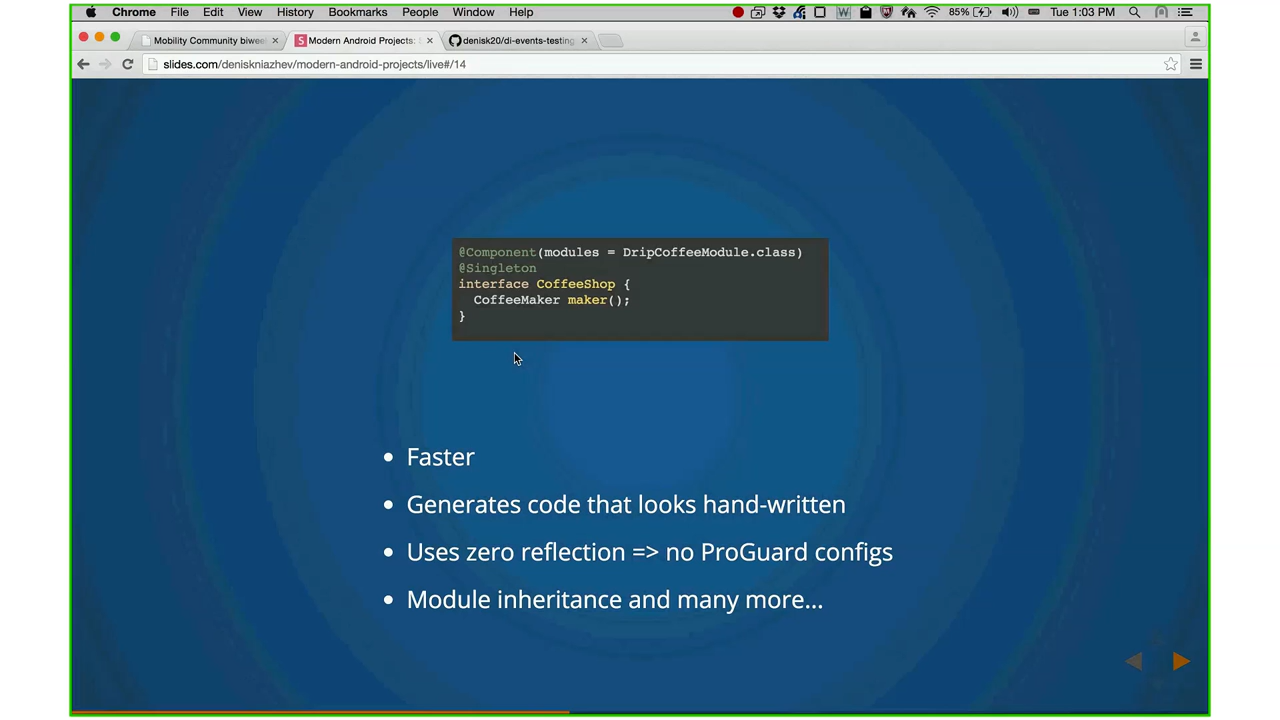 Chrome File Edit View History Bookmarks People Window Help 85% Tue 1:03 PM
Mobility Community biwee Modern Android Projects: denisk20/di-events-testing
slides.com/deniskniazhev/modern-android-projects/live#/14
@Component(modules = DripCoffeeModule.class)
@Singleton
interface CoffeeShop {
CoffeeMaker maker();
}
• Faster
• Generates code that looks hand-written
• Uses zero reflection => no ProGuard configs
• Module inheritance and many more...